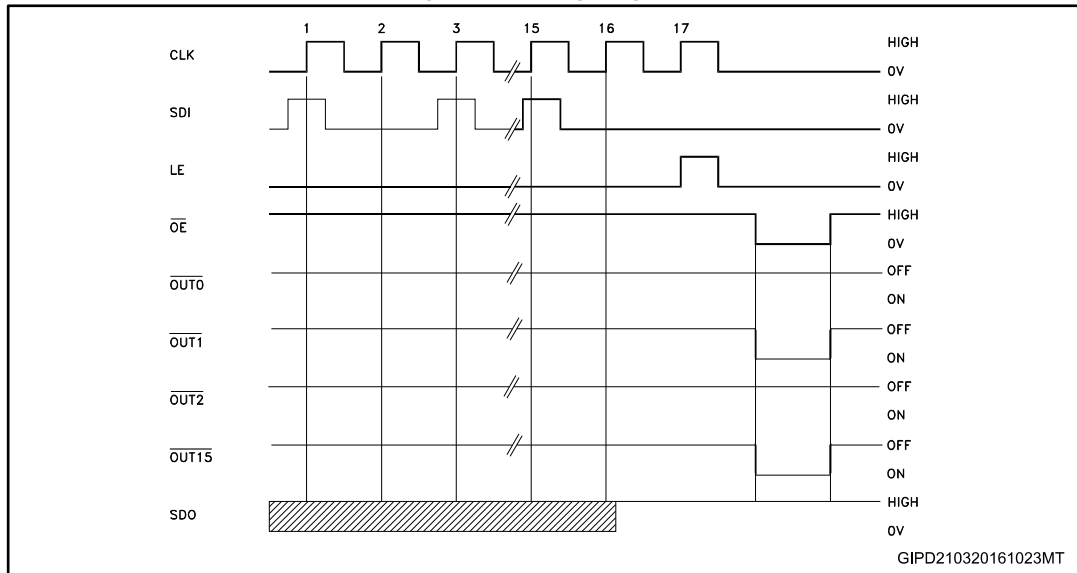 1 2 3 15 16 17
CLK HIGH
0V
SDI HIGH
0V
LE HIGH
0V
OE HIGH
0V
OUT0 OFF
ON
OUT1 OFF
ON
OUT2 OFF
ON
OUT15 OFF
ON
SDO HIGH
0V
GIPD210320161023MT